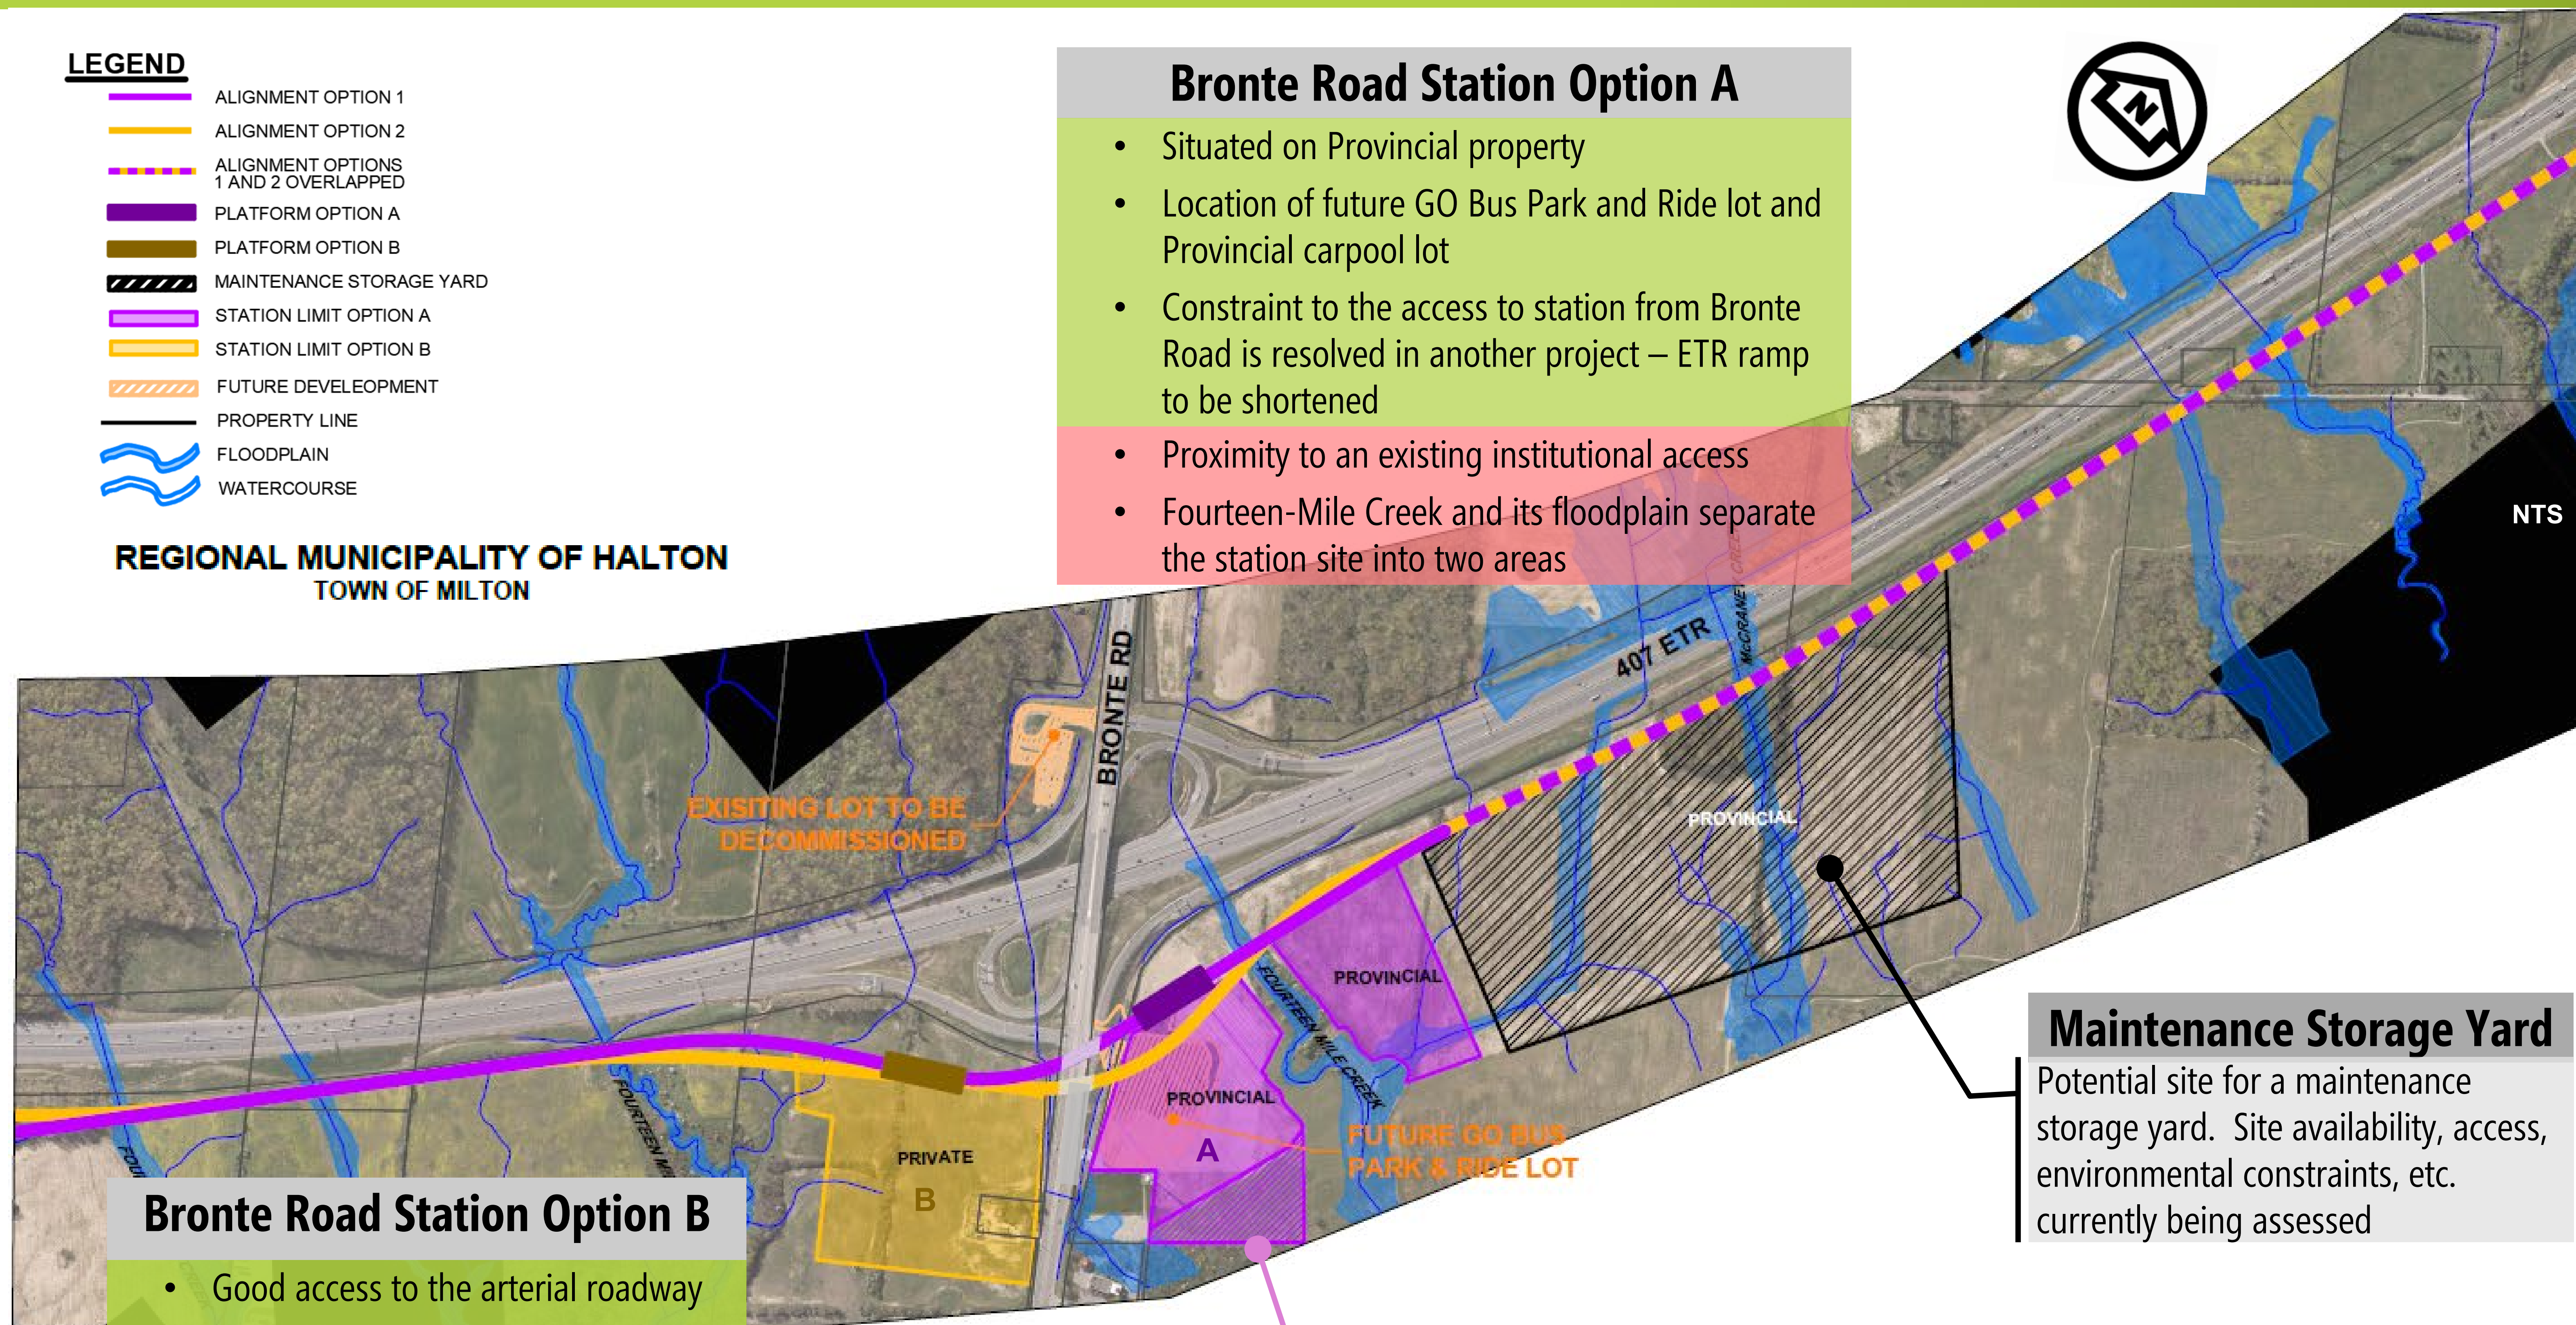 LEGEND
ALIGNMENT OPTION 1
ALIGNMENT OPTION 2
ALIGNMENT OPTIONS
1 AND 2 OVERLAPPED
PLATFORM OPTION A
PLATFORM OPTION B
MAINTENANCE STORAGE YARD
STATION LIMIT OPTION A
STATION LIMIT OPTION B
FUTURE DEVELEOPMENT
PROPERTY LINE
FLOODPLAIN
WATERCOURSE
REGIONAL MUNICIPALITY OF HALTON
TOWN OF MILTON
Bronte Road Station Option A
• Situated on Provincial property
• Location of future GO Bus Park and Ride lot and
Provincial carpool lot
• Constraint to the access to station from Bronte
Road is resolved in another project – ETR ramp
to be shortened
• Proximity to an existing institutional access
• Fourteen-Mile Creek and its floodplain separate
the station site into two areas
N
NTS
McCRANEY CREEK
407 ETR
BRONTE RD
EXISITING LOT TO BE
DECOMMISSIONED
PROVINCIAL
PROVINCIAL
FOURTEEN MILE CREEK
PROVINCIAL
A
FUTURE GO BUS
PARK & RIDE LOT
PRIVATE
B
FOURTEEN MI
FOU
Maintenance Storage Yard
Potential site for a maintenance
storage yard. Site availability, access,
environmental constraints, etc.
currently being assessed
Bronte Road Station Option B
• Good access to the arterial roadway